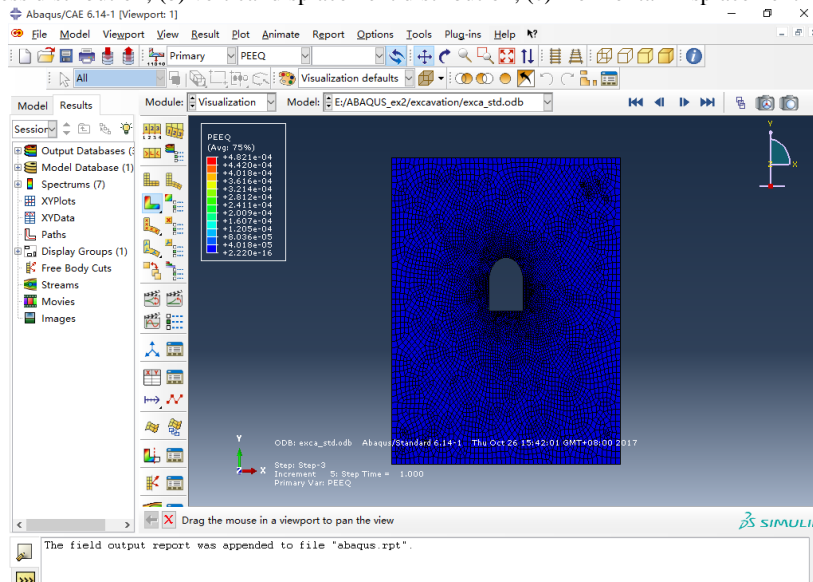 Abaqus/CAE 6.14-1 [Viewport: 1]
File Model Viewport View Result Plot Animate Report Options Tools Plug-ins Help
Primary PEEQ
All Visualization defaults
Model Results Module: Visualization Model: E:/ABAQUS_ex2/excavation/exca_std.odb
Session
Output Databases (
Model Database (1)
Spectrums (7)
XYPlots
XYData
Paths
Display Groups (1)
Free Body Cuts
Streams
Movies
Images
PEEQ
(Avg: 75%)
+4.821e-04
+4.420e-04
+4.018e-04
+3.616e-04
+3.214e-04
+2.812e-04
+2.411e-04
+2.009e-04
+1.607e-04
+1.205e-04
+8.036e-05
+4.018e-05
+2.220e-16
Y
X
Y
X
ODB: exca_std.odb Abaqus/Standard 6.14-1 Thu Oct 26 15:42:01 GMT+08:00 2017
Step: Step-3
Increment 5: Step Time = 1.000
Primary Var: PEEQ
Drag the mouse in a viewport to pan the view
SIMULI
The field output report was appended to file "abaqus.rpt".
>>>